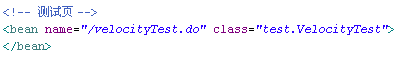 <!-- 测试页 -->
<bean name="/velocityTest.do" class="test.VelocityTest">
</bean>